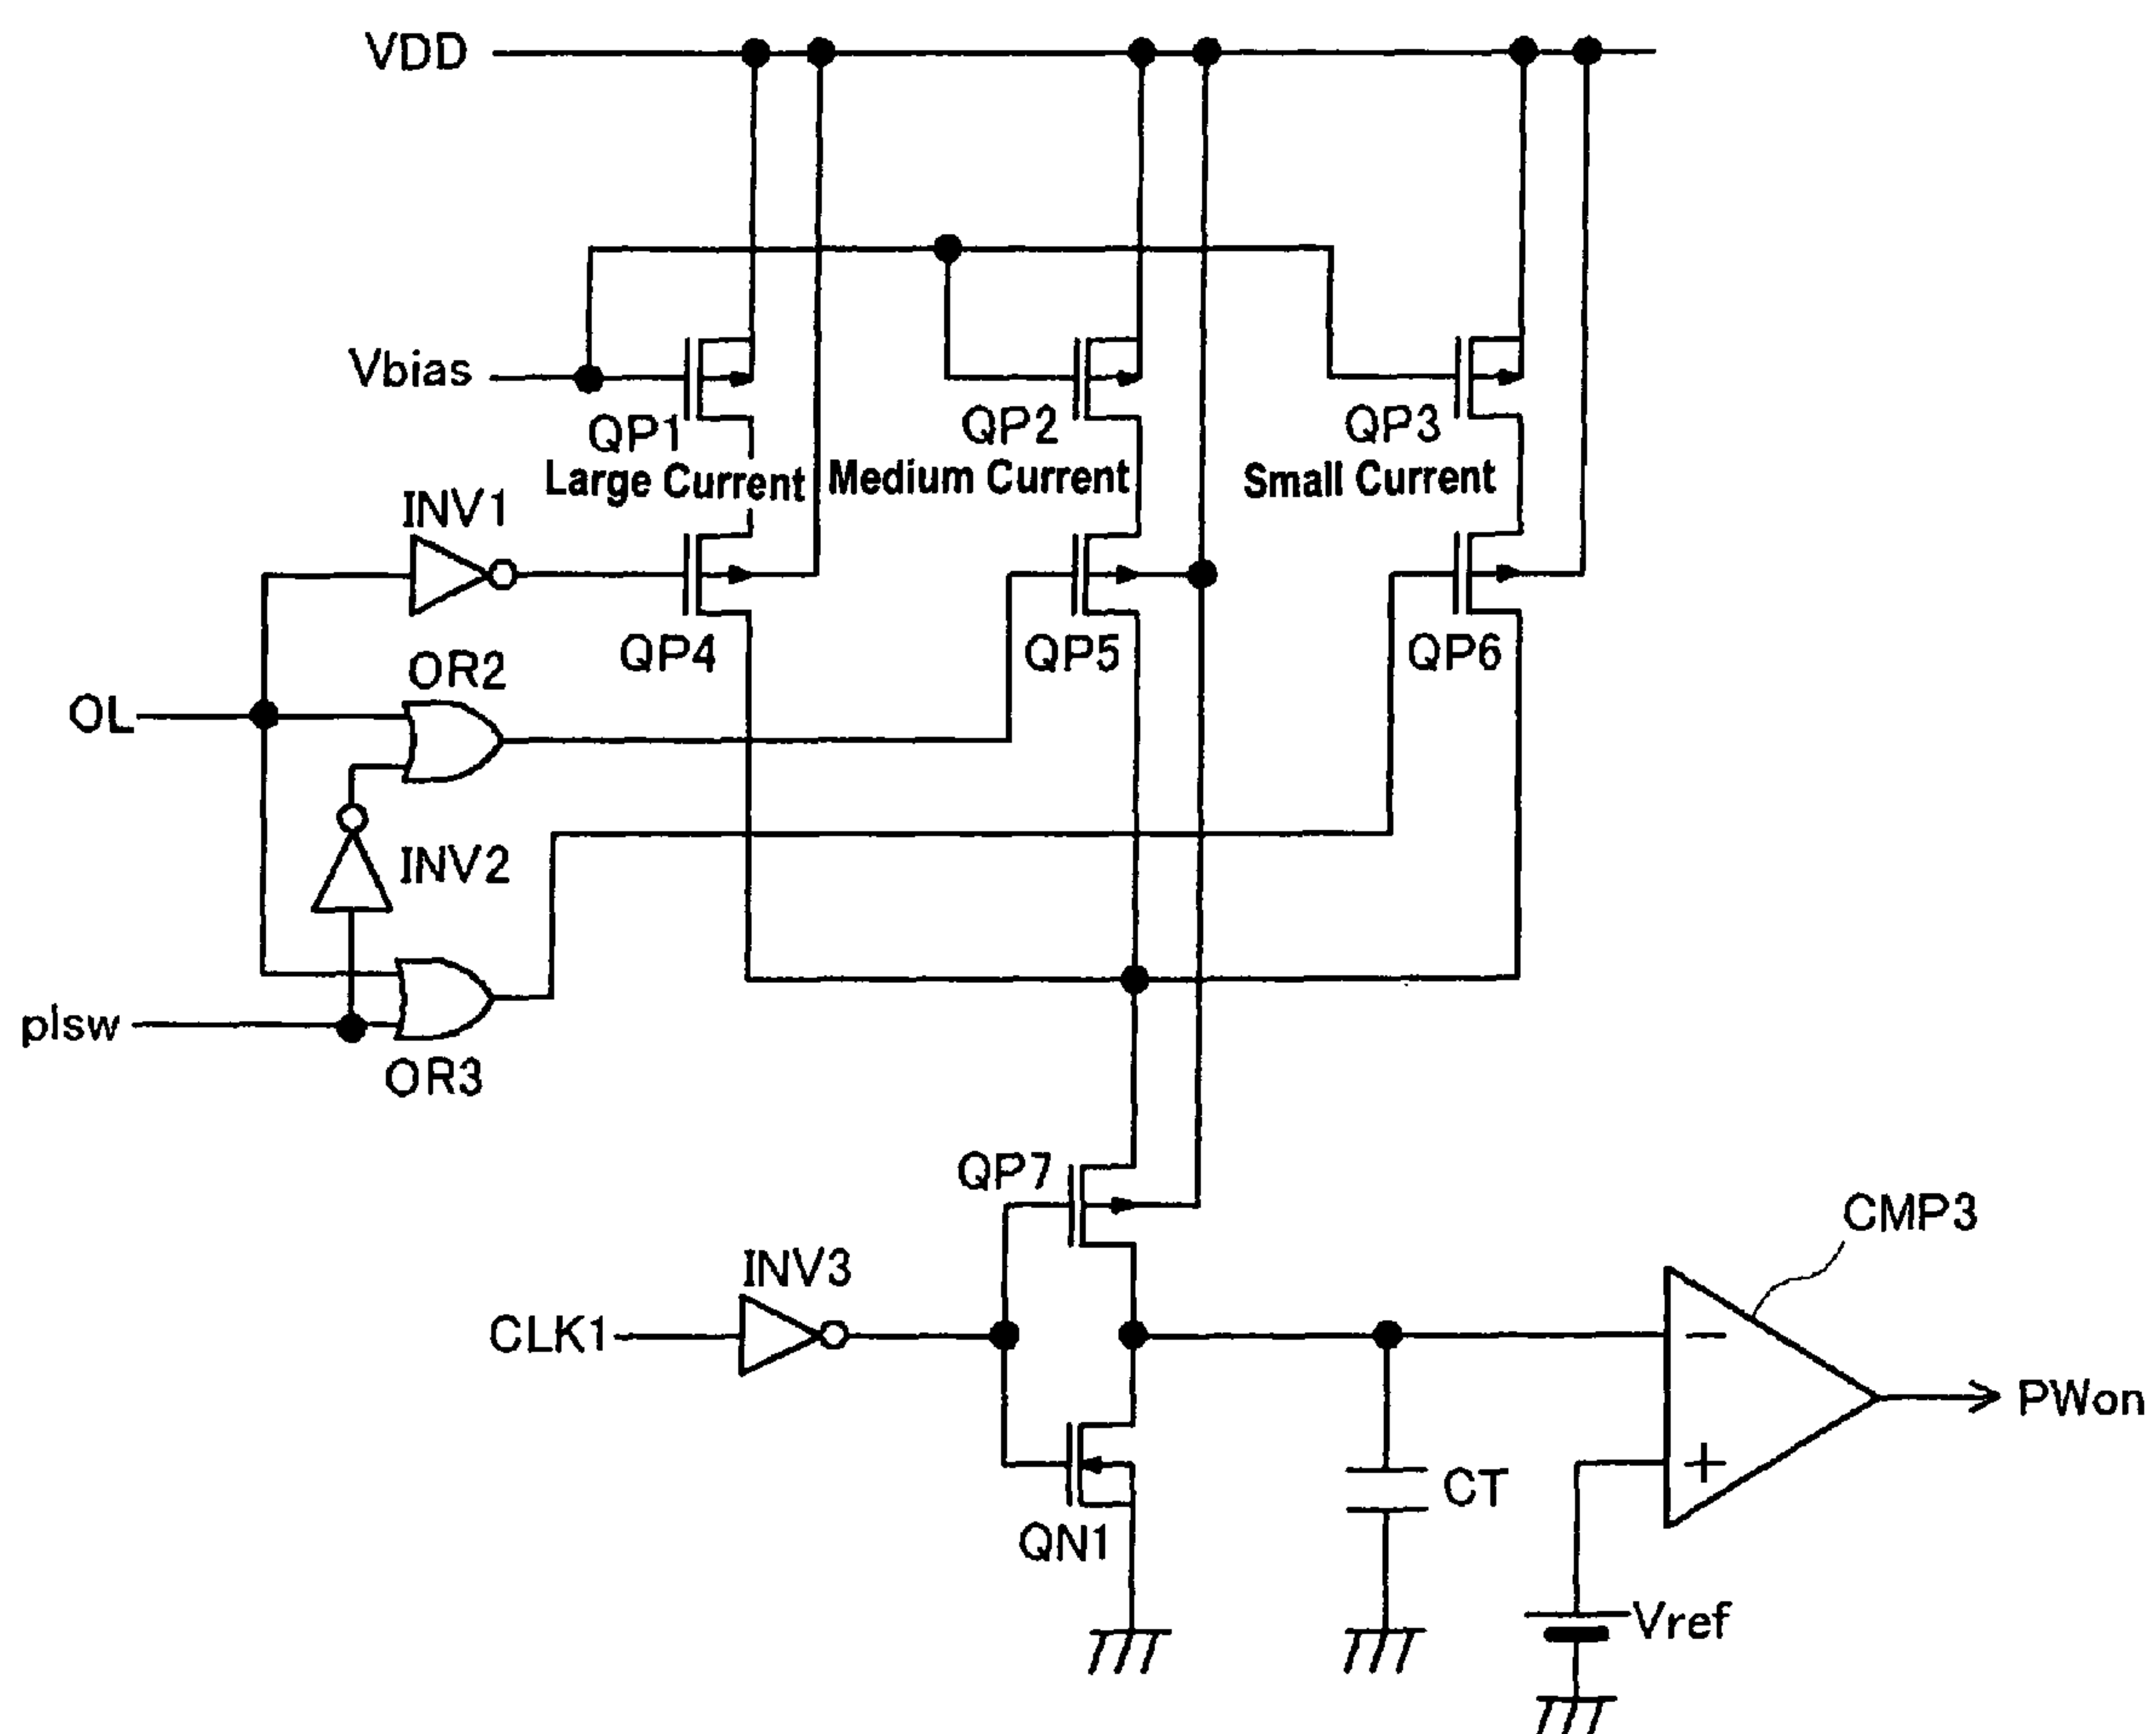 VDD
Vbias
QP1
QP2
QP3
Large Current
Medium Current
Small Current
INV1
QP4
QP5
QP6
OR2
OL
INV2
plsw
OR3
QP7
CMP3
INV3
CLK1
−
PWon
+
CT
QN1
Vref